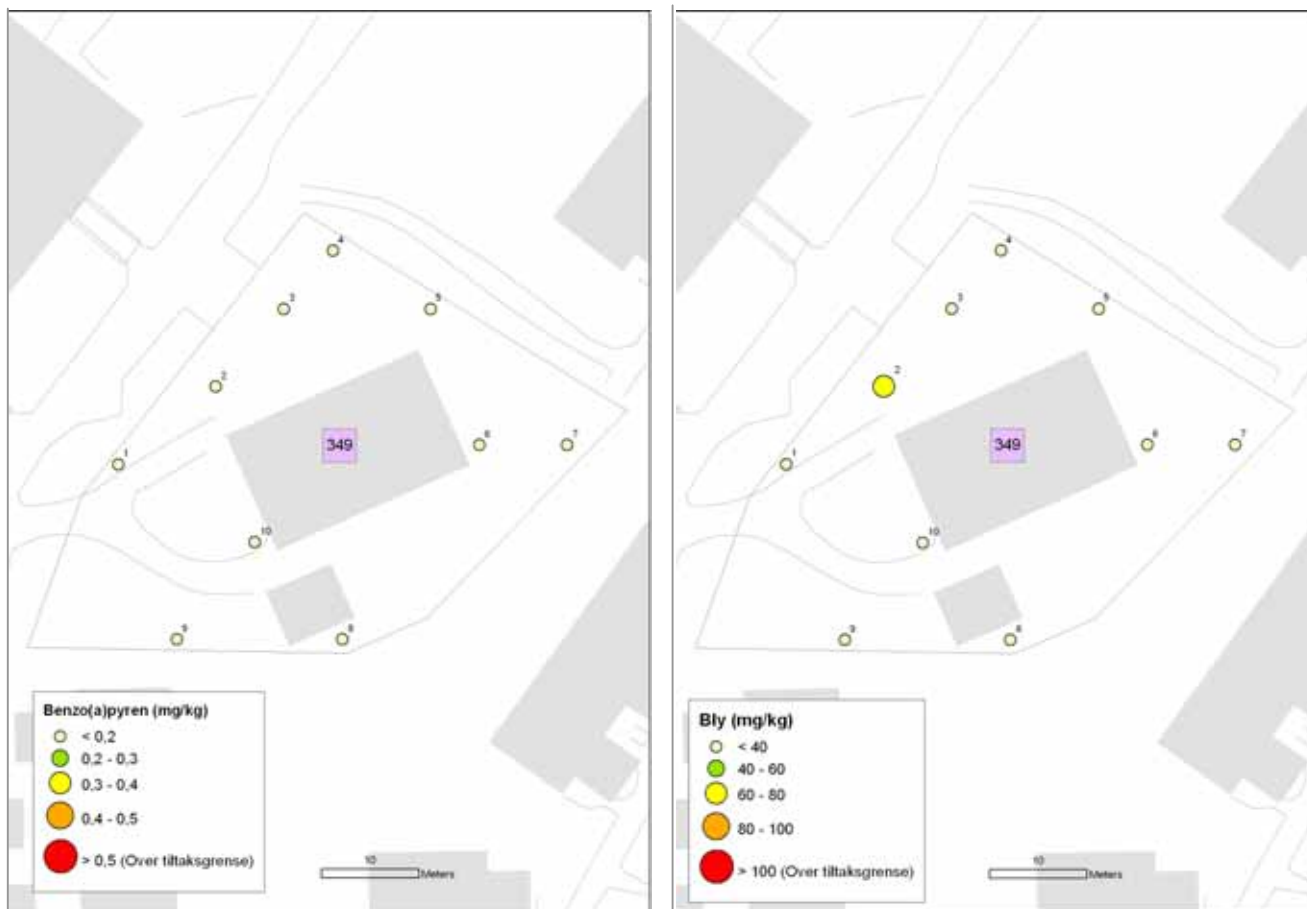 4
3
5
2
1
349
6
7
10
9
8
Benzo(a)pyren (mg/kg)
< 0,2
0,2 - 0,3
0,3 - 0,4
0,4 - 0,5
> 0,5 (Over tiltaksgrense)
10
Meters
4
3
5
2
1
349
6
7
10
9
8
Bly (mg/kg)
< 40
40 - 60
60 - 80
80 - 100
> 100 (Over tiltaksgrense)
10
Meters